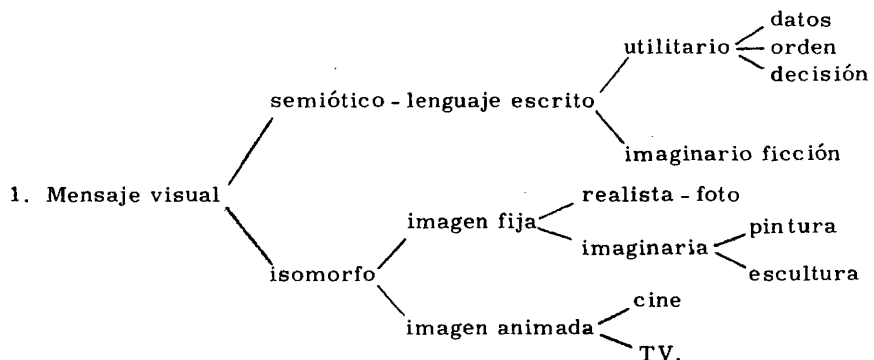 datos
utilitario orden
decisión
semiótico - lenguaje escrito
imaginario ficción
1. Mensaje visual
realista - foto
imagen fija
pintura
imaginaria
isomorfo
escultura
cine
imagen animada
TV.